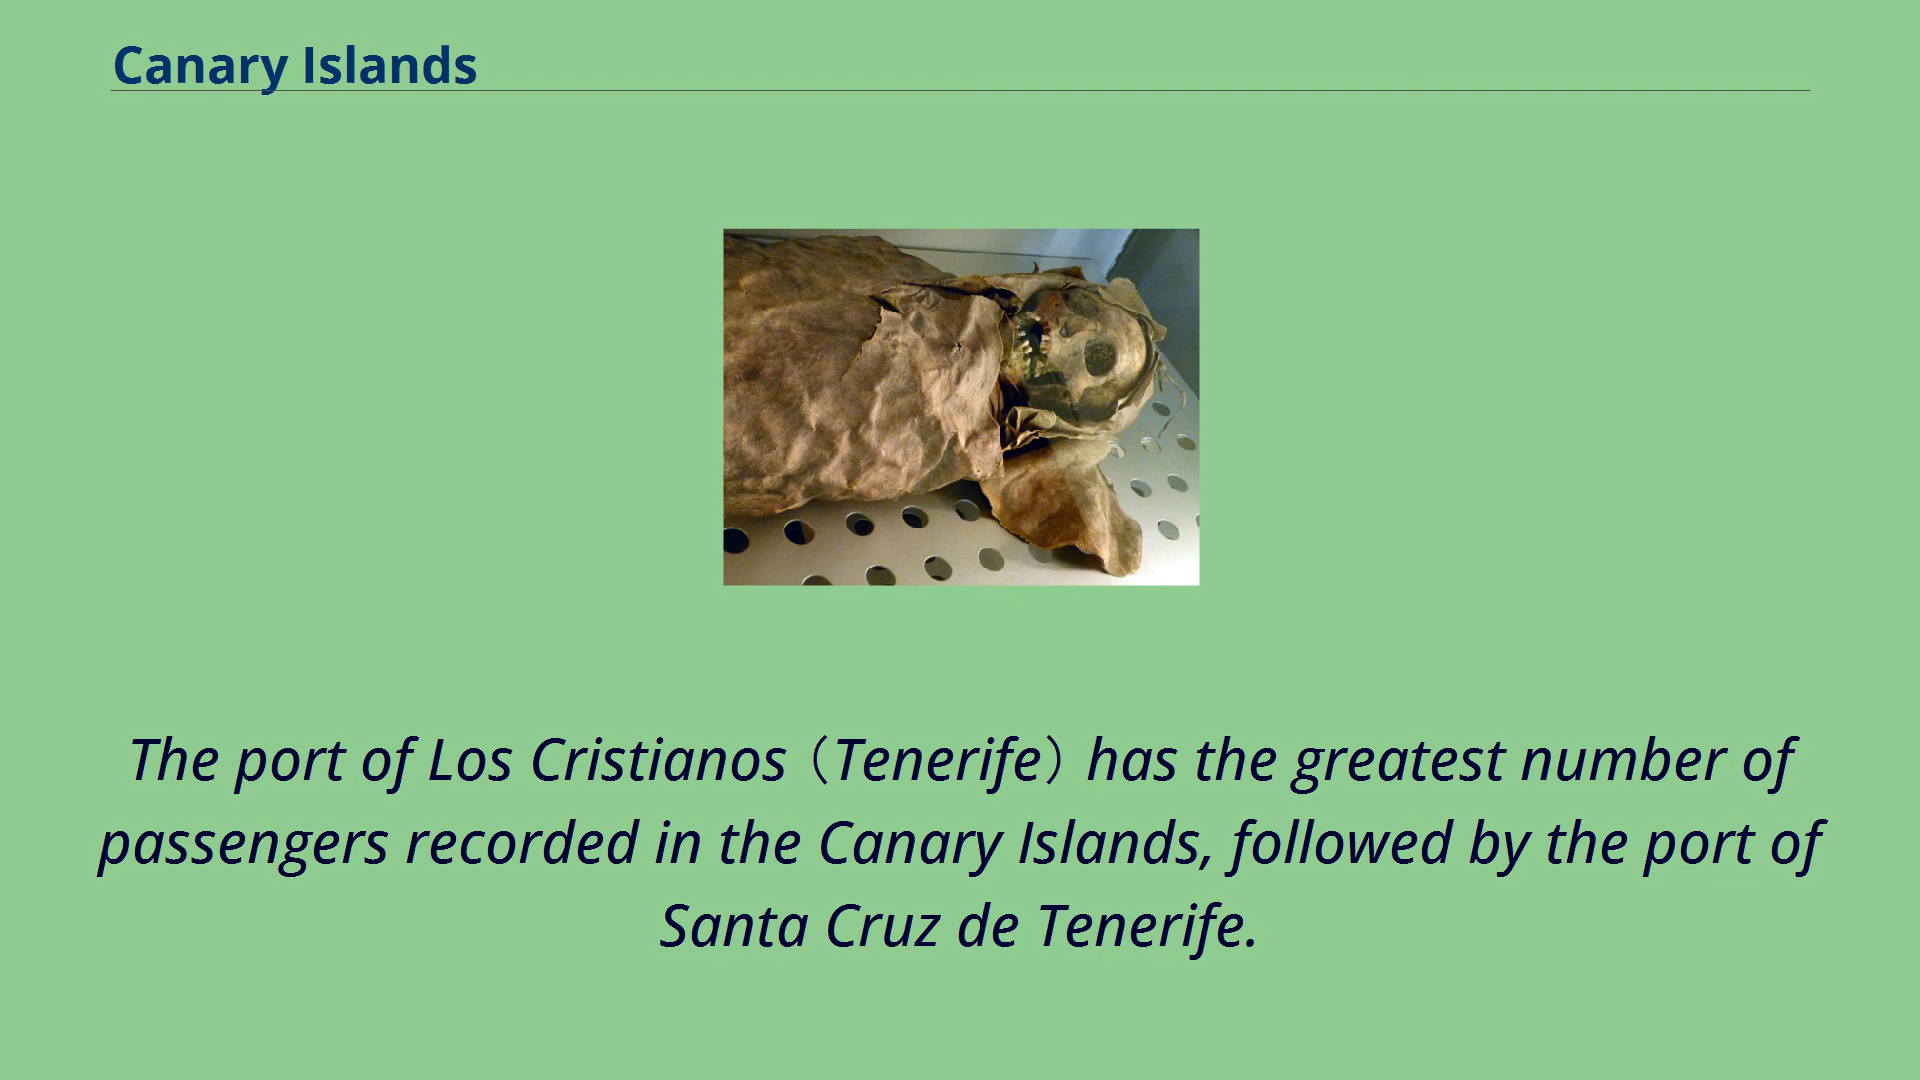 Canary Islands
The port of Los Cristianos（Tenerife）has the greatest number of
passengers recorded in the Canary Islands, followed by the port of
Santa Cruz de Tenerife.